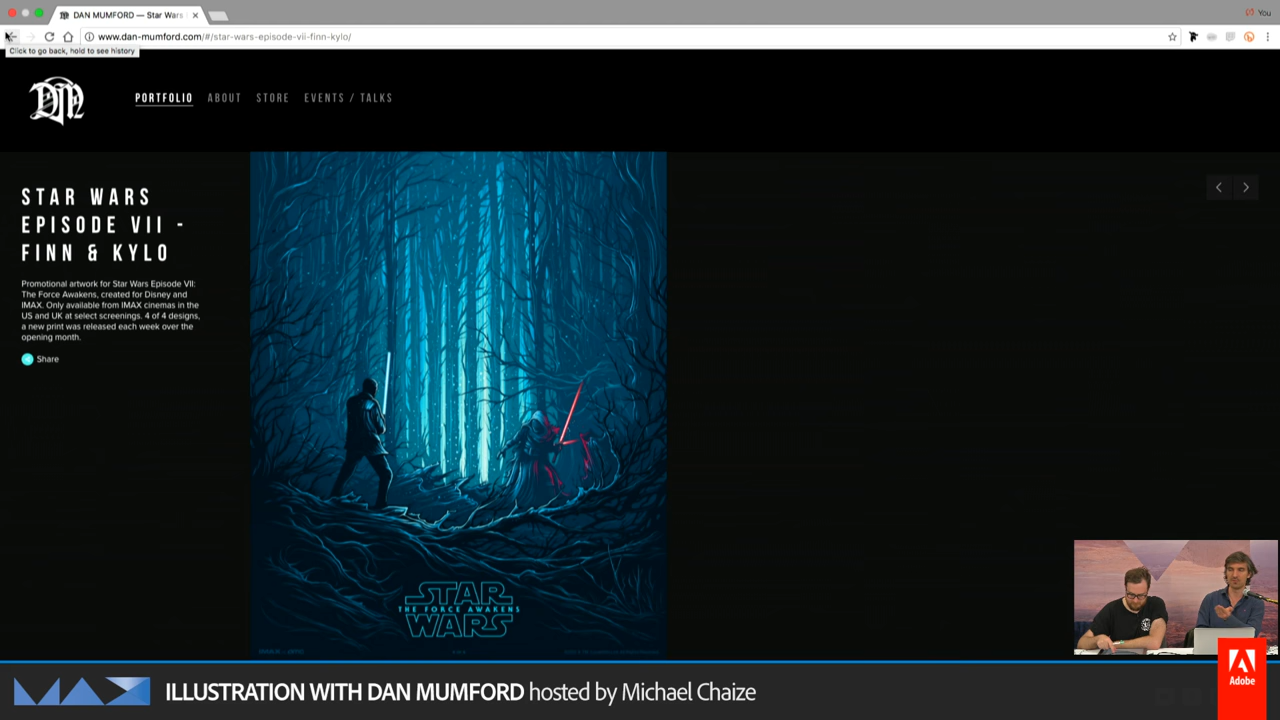 DAN MUMFORD — Star Wars
You
www.dan-mumford.com/#/star-wars-episode-vii-finn-kylo/
Click to go back, hold to see history
DM
PORTFOLIO ABOUT STORE EVENTS / TALKS
STAR WARS
EPISODE VII -
FINN & KYLO
Promotional artwork for Star Wars Episode VII:
The Force Awakens, created for Disney and
IMAX. Only available from IMAX cinemas in the
US and UK at select screenings. 4 of 4 designs,
a new print was released each week over the
opening month.
Share
STAR
THE FORCE AWAKENS
WARS
MAX ILLUSTRATION WITH DAN MUMFORD hosted by Michael Chaize
Adobe